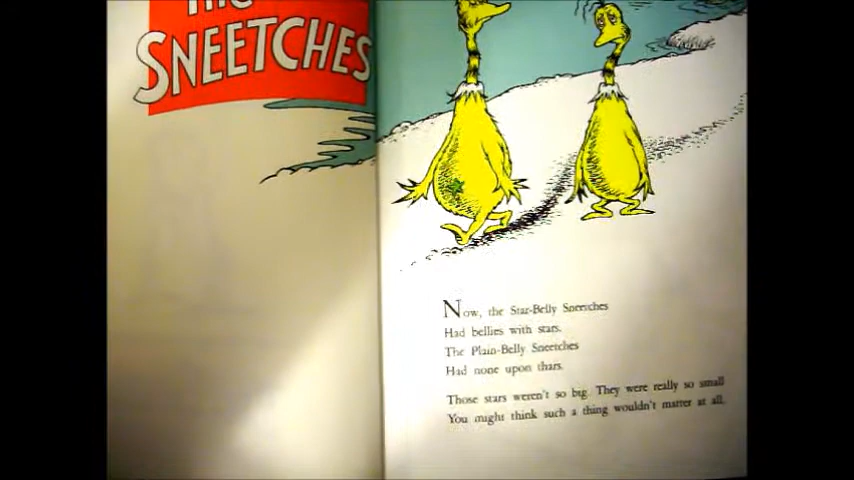 THE
SNEETCHES
Now, the Star-Belly Sneetches
Had bellies with stars.
The Plain-Belly Sneetches
Had none upon thars.
Those stars weren't so big. They were really so small
You might think such a thing wouldn't matter at all.